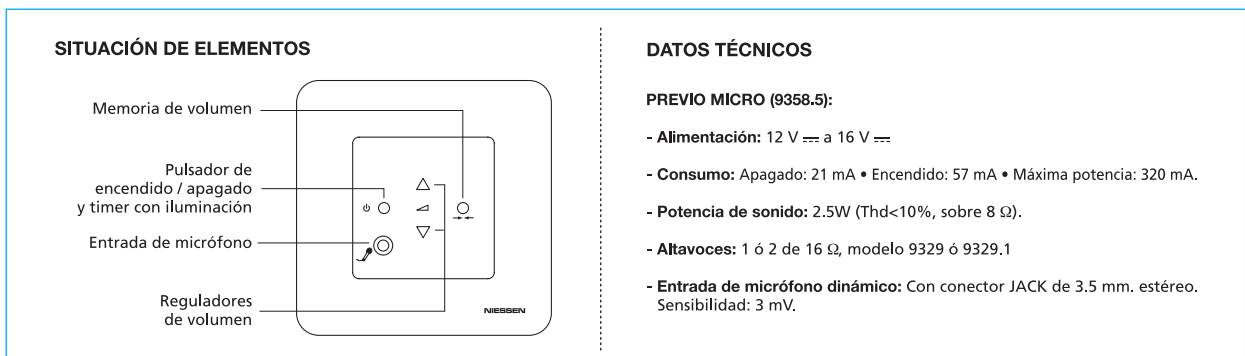 SITUACIÓN DE ELEMENTOS
Memoria de volumen
Pulsador de
encendido / apagado
y timer con iluminación
Entrada de micrófono
Reguladores
de volumen
NIESSEN
DATOS TÉCNICOS
PREVIO MICRO (9358.5):
- Alimentación: 12 V ⎓ a 16 V ⎓
- Consumo: Apagado: 21 mA • Encendido: 57 mA • Máxima potencia: 320 mA.
- Potencia de sonido: 2.5W (Thd<10%, sobre 8 Ω).
- Altavoces: 1 ó 2 de 16 Ω, modelo 9329 ó 9329.1
- Entrada de micrófono dinámico: Con conector JACK de 3.5 mm. estéreo.
Sensibilidad: 3 mV.